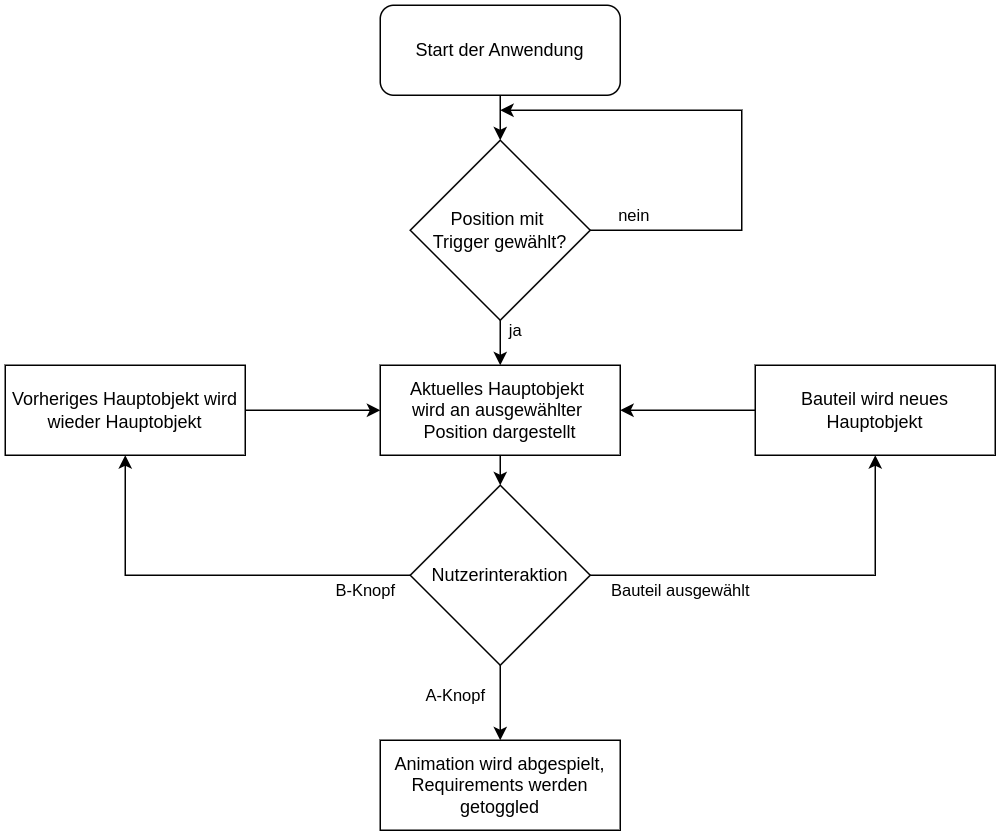 Start der Anwendung
Position mit
Trigger gewählt?
nein
ja
Vorheriges Hauptobjekt wird
wieder Hauptobjekt
Aktuelles Hauptobjekt
wird an ausgewählter
Position dargestellt
Bauteil wird neues
Hauptobjekt
Nutzerinteraktion
B-Knopf
Bauteil ausgewählt
A-Knopf
Animation wird abgespielt,
Requirements werden
getoggled